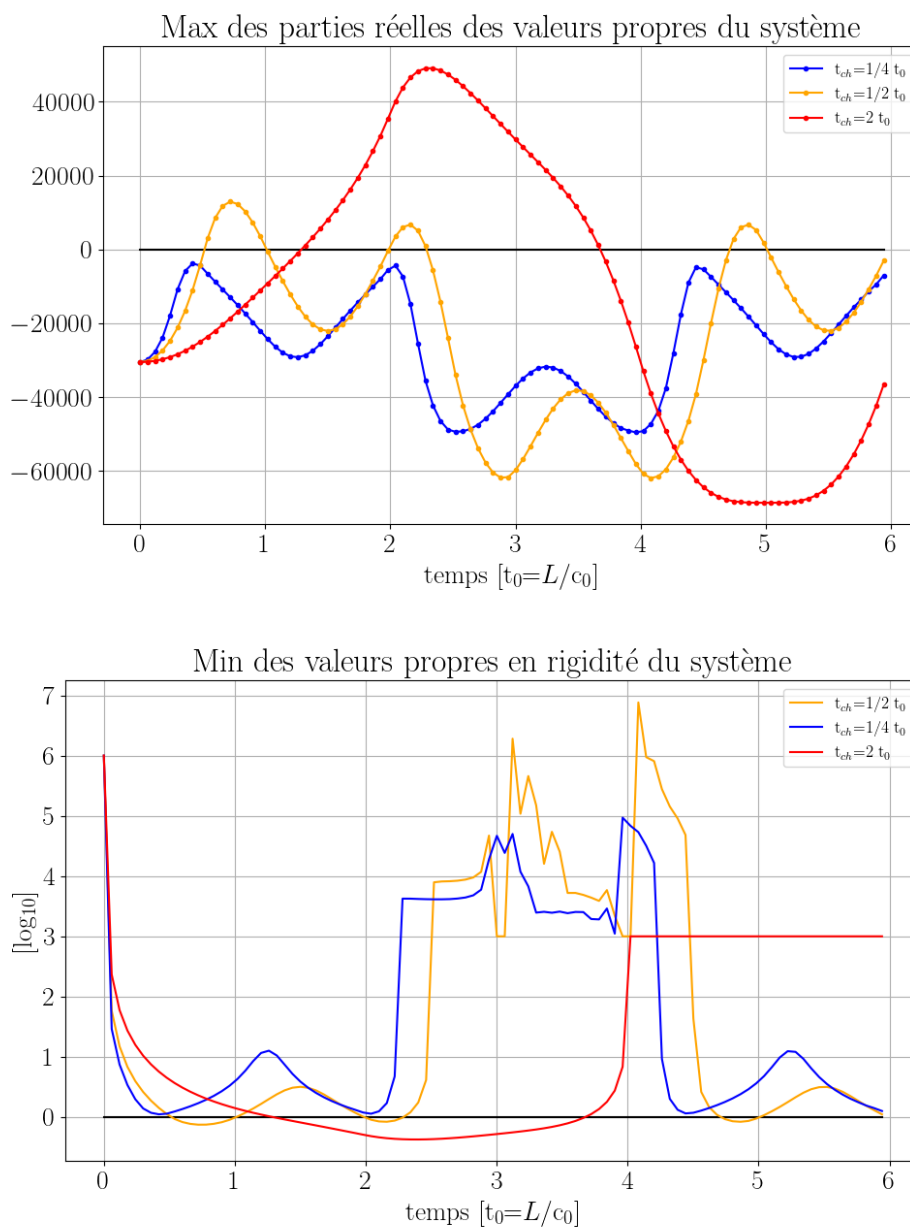 Max des parties réelles des valeurs propres du système
t_ch=1/4 t_0
t_ch=1/2 t_0
t_ch=2 t_0
40000
20000
0
−20000
−40000
−60000
0 1 2 3 4 5 6
temps [t_0=L/c_0]
Min des valeurs propres en rigidité du système
t_ch=1/2 t_0
t_ch=1/4 t_0
t_ch=2 t_0
7
6
5
4
3
2
1
0
[log_10]
0 1 2 3 4 5 6
temps [t_0=L/c_0]